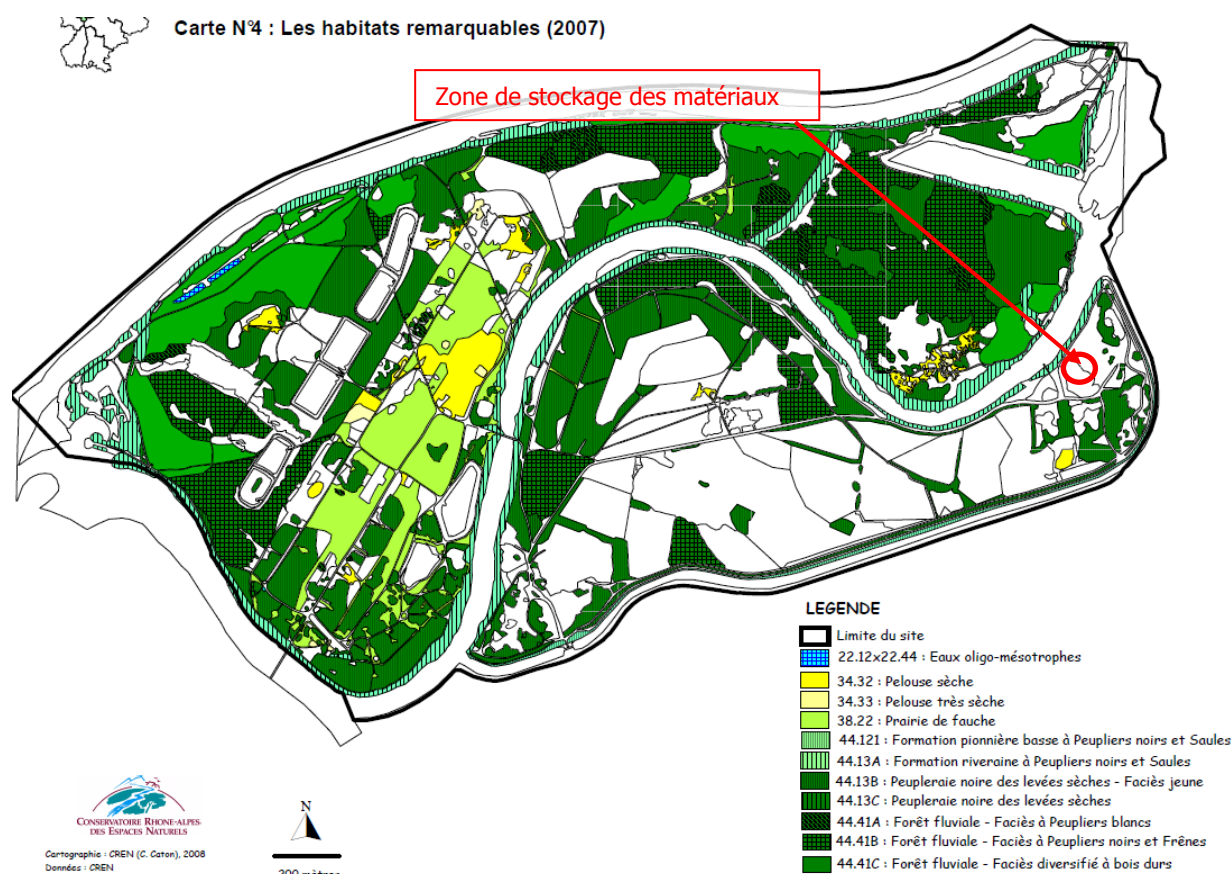 Carte N°4 : Les habitats remarquables (2007)
Zone de stockage des matériaux
LEGENDE
Limite du site
22.12x22.44 : Eaux oligo-mésotrophes
34.32 : Pelouse sèche
34.33 : Pelouse très sèche
38.22 : Prairie de fauche
44.121 : Formation pionnière basse à Peupliers noirs et Saules
44.13A : Formation riveraine à Peupliers noirs et Saules
44.13B : Peupleraie noire des levées sèches - Faciès jeune
44.13C : Peupleraie noire des levées sèches
44.41A : Forêt fluviale - Faciès à Peupliers blancs
44.41B : Forêt fluviale - Faciès à Peupliers noirs et Frênes
44.41C : Forêt fluviale - Faciès diversifié à bois durs
CONSERVATOIRE RHONE-ALPES
DES ESPACES NATURELS
Cartographie : CREN (C. Caton), 2008
Données : CREN
N
200 mètres